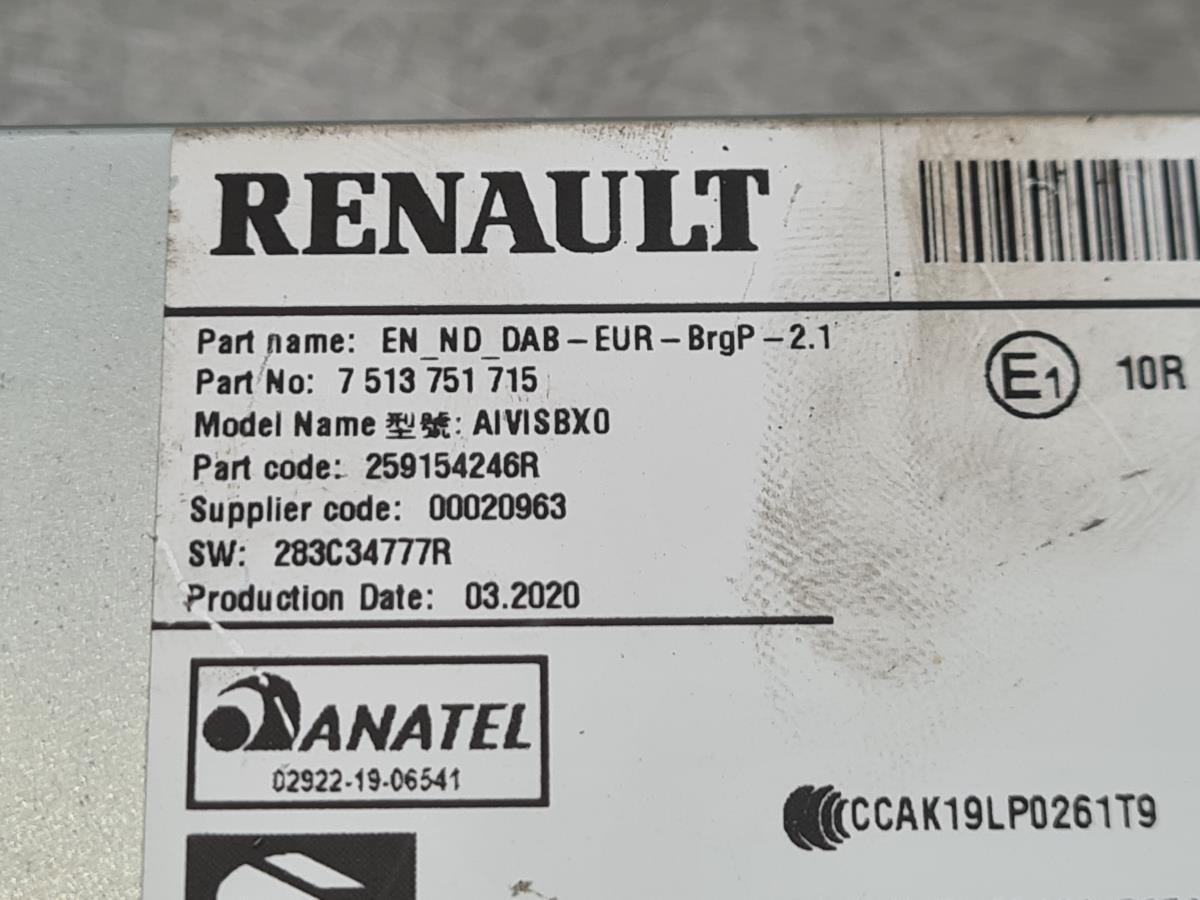 RENAULT
Part name: EN_ND_DAB-EUR-BrgP-2.1
Part No: 7 513 751 715
Model Name 型號: AIVISBX0
Part code: 259154246R
Supplier code: 00020963
SW: 283C34777R
Production Date: 03.2020
E1 10R
ANATEL
02922-19-06541
CCAK19LP0261T9